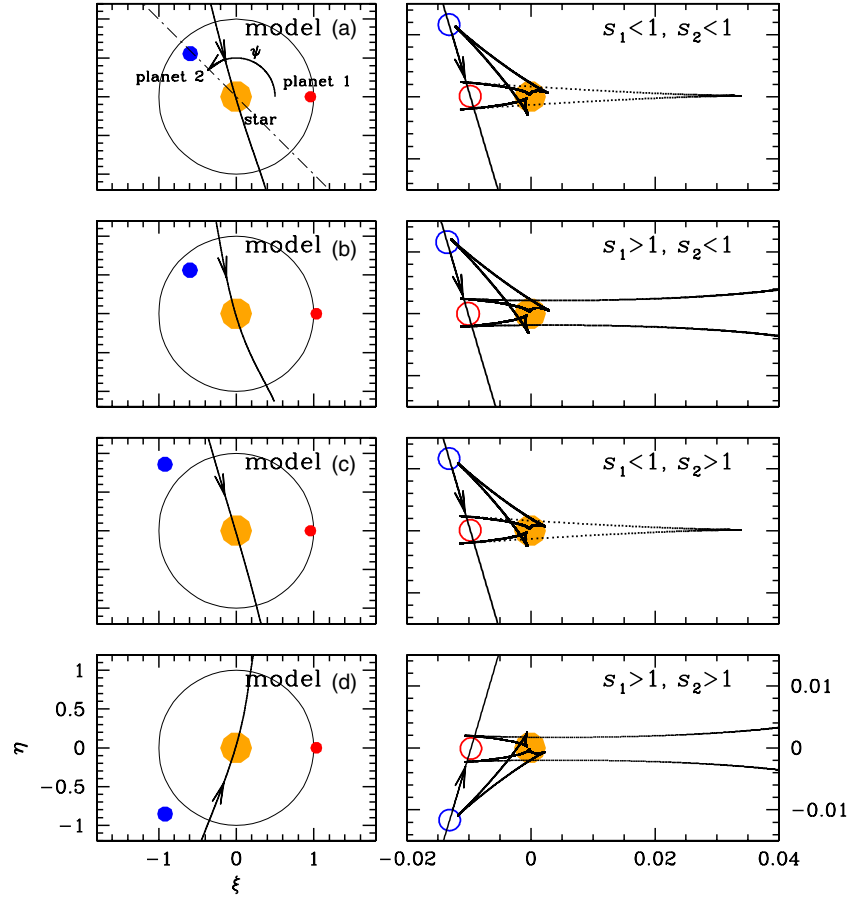 model (a)
s₁<1, s₂<1
ψ
planet 2
planet 1
star
model (b)
s₁>1, s₂<1
model (c)
s₁<1, s₂>1
model (d)
s₁>1, s₂>1
1
0.5
0
−0.5
−1
η
0.01
0
−0.01
−1
0
1
−0.02
0
0.02
0.04
ξ